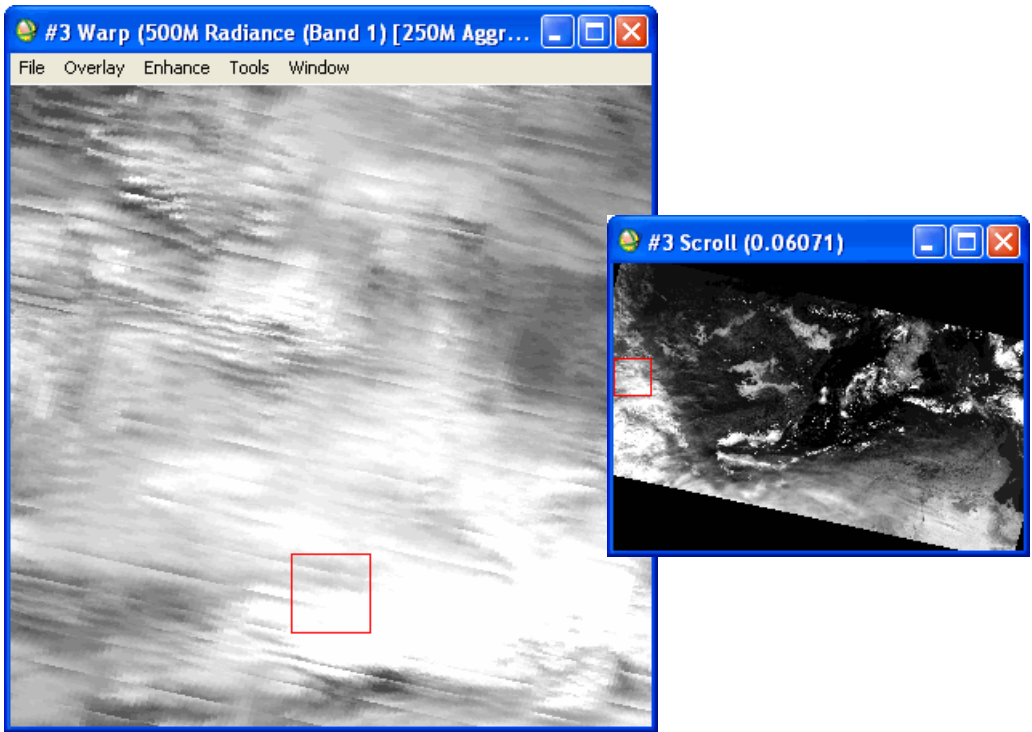 #3 Warp (500M Radiance (Band 1) [250M Aggr...
File Overlay Enhance Tools Window
#3 Scroll (0.06071)